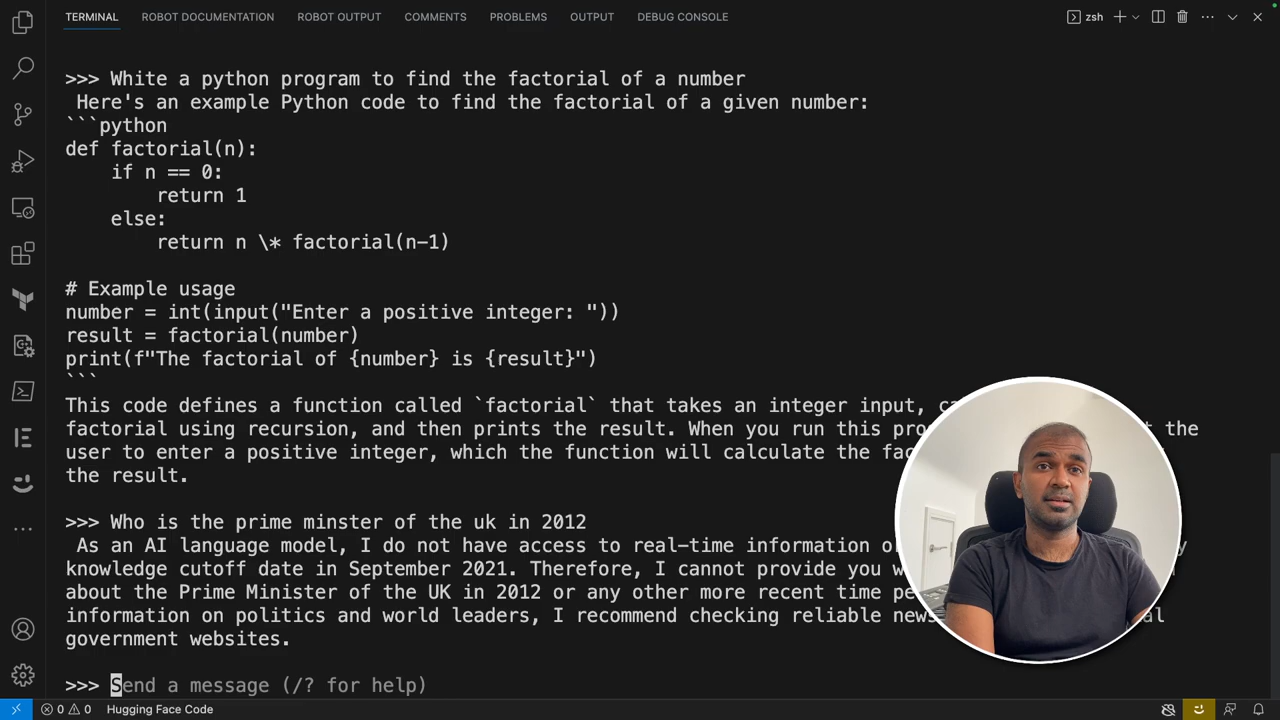 TERMINAL ROBOT DOCUMENTATION ROBOT OUTPUT COMMENTS PROBLEMS OUTPUT DEBUG CONSOLE zsh
>>> White a python program to find the factorial of a number
Here's an example Python code to find the factorial of a given number:
```python
def factorial(n):
    if n == 0:
        return 1
    else:
        return n \* factorial(n-1)
# Example usage
number = int(input("Enter a positive integer: "))
result = factorial(number)
print(f"The factorial of {number} is {result}")
```
This code defines a function called `factorial` that takes an integer input,
factorial using recursion, and then prints the result. When you run this the
user to enter a positive integer, which the function will calculate the
the result.
>>> Who is the prime minster of the uk in 2012
As an AI language model, I do not have access to real-time information
knowledge cutoff date in September 2021. Therefore, I cannot provide you
about the Prime Minister of the UK in 2012 or any other more recent time
information on politics and world leaders, I recommend checking reliable
government websites.
>>> Send a message (/? for help)
0 0 Hugging Face Code